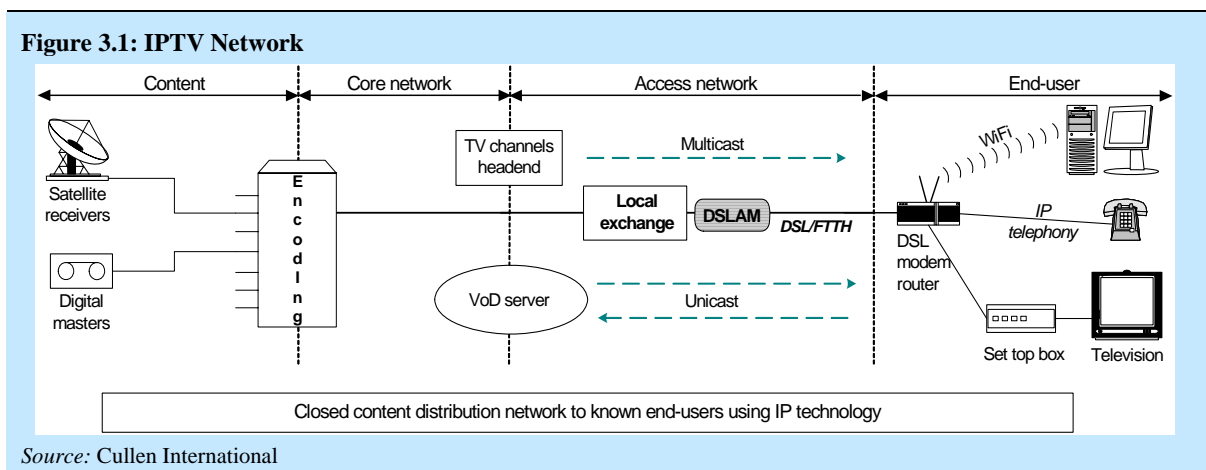 Figure 3.1: IPTV Network
Content
Core network
Access network
End-user
Satellite
receivers
Digital
masters
EncodIng
TV channels
headend
VoD server
Multicast
Local
exchange
DSLAM
DSL/FTTH
Unicast
WiFi
DSL
modem
router
IP
telephony
Set top box
Television
Closed content distribution network to known end-users using IP technology
Source: Cullen International